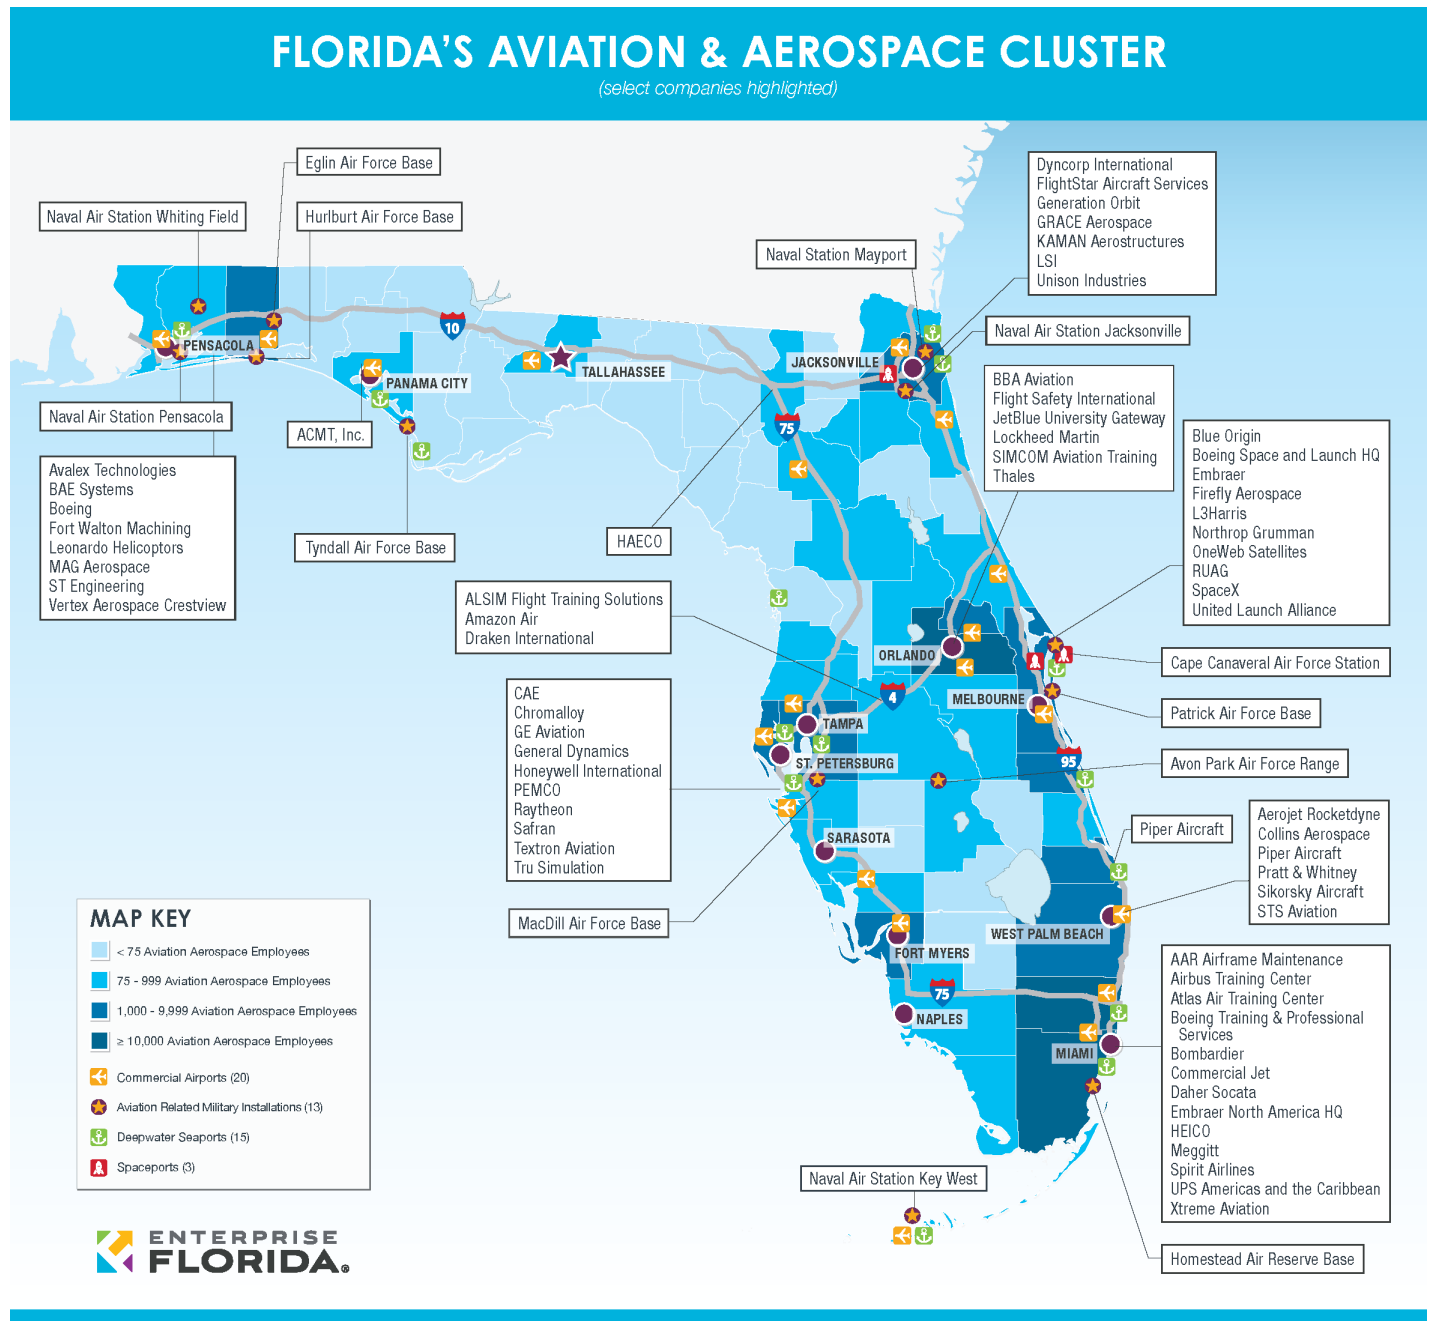 FLORIDA'S AVIATION & AEROSPACE CLUSTER
(select companies highlighted)
Eglin Air Force Base
Naval Air Station Whiting Field
Hurlburt Air Force Base
Naval Station Mayport
Dyncorp International
FlightStar Aircraft Services
Generation Orbit
GRACE Aerospace
KAMAN Aerostructures
LSI
Unison Industries
Naval Air Station Jacksonville
10
PENSACOLA
PANAMA CITY
TALLAHASSEE
JACKSONVILLE
75
Naval Air Station Pensacola
ACMT, Inc.
Avalex Technologies
BAE Systems
Boeing
Fort Walton Machining
Leonardo Helicoptors
MAG Aerospace
ST Engineering
Vertex Aerospace Crestview
Tyndall Air Force Base
HAECO
BBA Aviation
Flight Safety International
JetBlue University Gateway
Lockheed Martin
SIMCOM Aviation Training
Thales
Blue Origin
Boeing Space and Launch HQ
Embraer
Firefly Aerospace
L3Harris
Northrop Grumman
OneWeb Satellites
RUAG
SpaceX
United Launch Alliance
ALSIM Flight Training Solutions
Amazon Air
Draken International
ORLANDO
Cape Canaveral Air Force Station
4
MELBOURNE
Patrick Air Force Base
CAE
Chromalloy
GE Aviation
General Dynamics
Honeywell International
PEMCO
Raytheon
Safran
Textron Aviation
Tru Simulation
TAMPA
ST. PETERSBURG
95
Avon Park Air Force Range
SARASOTA
Piper Aircraft
Aerojet Rocketdyne
Collins Aerospace
Piper Aircraft
Pratt & Whitney
Sikorsky Aircraft
STS Aviation
MacDill Air Force Base
WEST PALM BEACH
FORT MYERS
75
NAPLES
MIAMI
AAR Airframe Maintenance
Airbus Training Center
Atlas Air Training Center
Boeing Training & Professional
Services
Bombardier
Commercial Jet
Daher Socata
Embraer North America HQ
HEICO
Meggitt
Spirit Airlines
UPS Americas and the Caribbean
Xtreme Aviation
Naval Air Station Key West
Homestead Air Reserve Base
MAP KEY
< 75 Aviation Aerospace Employees
75 - 999 Aviation Aerospace Employees
1,000 - 9,999 Aviation Aerospace Employees
≥ 10,000 Aviation Aerospace Employees
Commercial Airports (20)
Aviation Related Military Installations (13)
Deepwater Seaports (15)
Spaceports (3)
ENTERPRISE
FLORIDA®